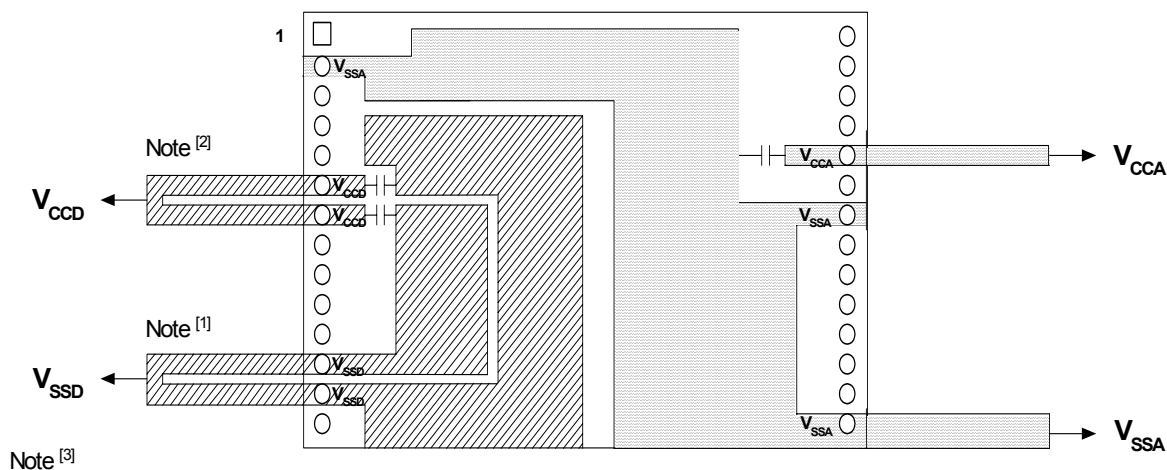 1
VSSA
Note [2]
VCCD
VCCD
VCCD
VCCA
VCCA
VSSA
Note [1]
VSSD
VSSD
VSSD
VSSA
VSSA
Note [3]